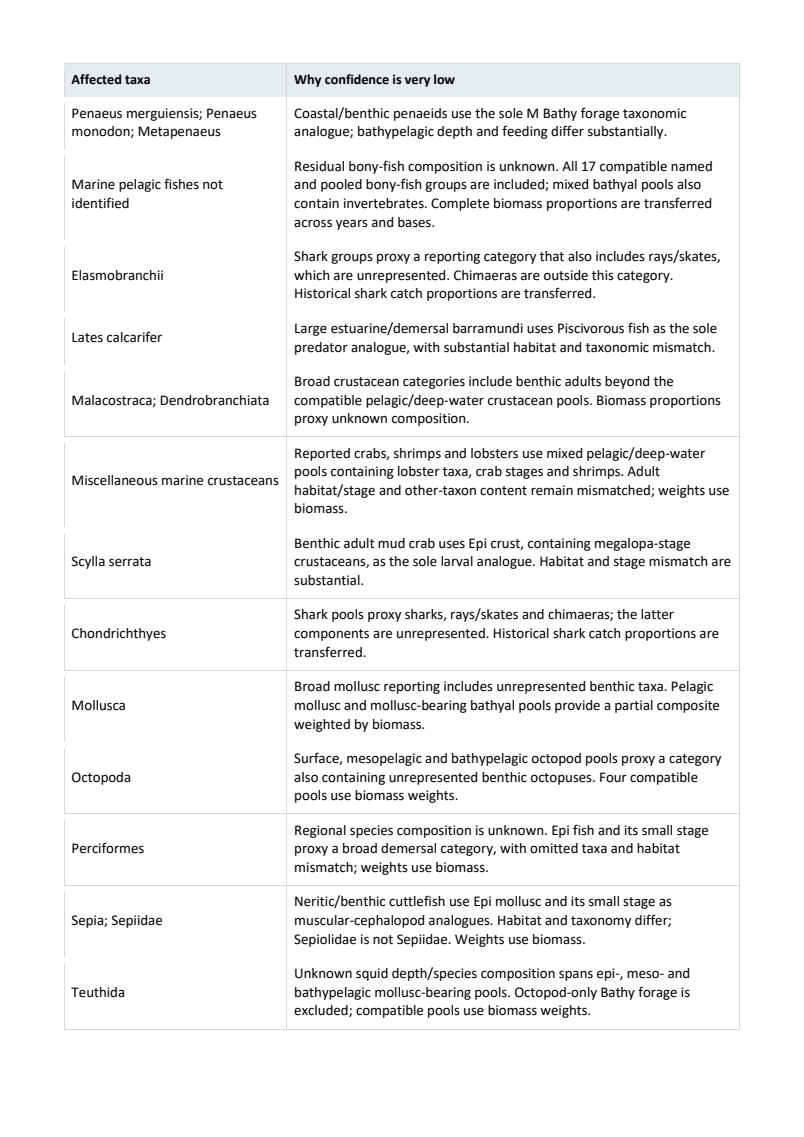 Affected taxa
Why confidence is very low
Penaeus merguiensis; Penaeus
monodon; Metapenaeus
Coastal/benthic penaeids use the sole M Bathy forage taxonomic
analogue; bathypelagic depth and feeding differ substantially.
Marine pelagic fishes not
identified
Residual bony-fish composition is unknown. All 17 compatible named
and pooled bony-fish groups are included; mixed bathyal pools also
contain invertebrates. Complete biomass proportions are transferred
across years and bases.
Elasmobranchii
Shark groups proxy a reporting category that also includes rays/skates,
which are unrepresented. Chimaeras are outside this category.
Historical shark catch proportions are transferred.
Lates calcarifer
Large estuarine/demersal barramundi uses Piscivorous fish as the sole
predator analogue, with substantial habitat and taxonomic mismatch.
Malacostraca; Dendrobranchiata
Broad crustacean categories include benthic adults beyond the
compatible pelagic/deep-water crustacean pools. Biomass proportions
proxy unknown composition.
Miscellaneous marine crustaceans
Reported crabs, shrimps and lobsters use mixed pelagic/deep-water
pools containing lobster taxa, crab stages and shrimps. Adult
habitat/stage and other-taxon content remain mismatched; weights use
biomass.
Scylla serrata
Benthic adult mud crab uses Epi crust, containing megalopa-stage
crustaceans, as the sole larval analogue. Habitat and stage mismatch are
substantial.
Chondrichthyes
Shark pools proxy sharks, rays/skates and chimaeras; the latter
components are unrepresented. Historical shark catch proportions are
transferred.
Mollusca
Broad mollusc reporting includes unrepresented benthic taxa. Pelagic
mollusc and mollusc-bearing bathyal pools provide a partial composite
weighted by biomass.
Octopoda
Surface, mesopelagic and bathypelagic octopod pools proxy a category
also containing unrepresented benthic octopuses. Four compatible
pools use biomass weights.
Perciformes
Regional species composition is unknown. Epi fish and its small stage
proxy a broad demersal category, with omitted taxa and habitat
mismatch; weights use biomass.
Sepia; Sepiidae
Neritic/benthic cuttlefish use Epi mollusc and its small stage as
muscular-cephalopod analogues. Habitat and taxonomy differ;
Sepiolidae is not Sepiidae. Weights use biomass.
Teuthida
Unknown squid depth/species composition spans epi-, meso- and
bathypelagic mollusc-bearing pools. Octopod-only Bathy forage is
excluded; compatible pools use biomass weights.